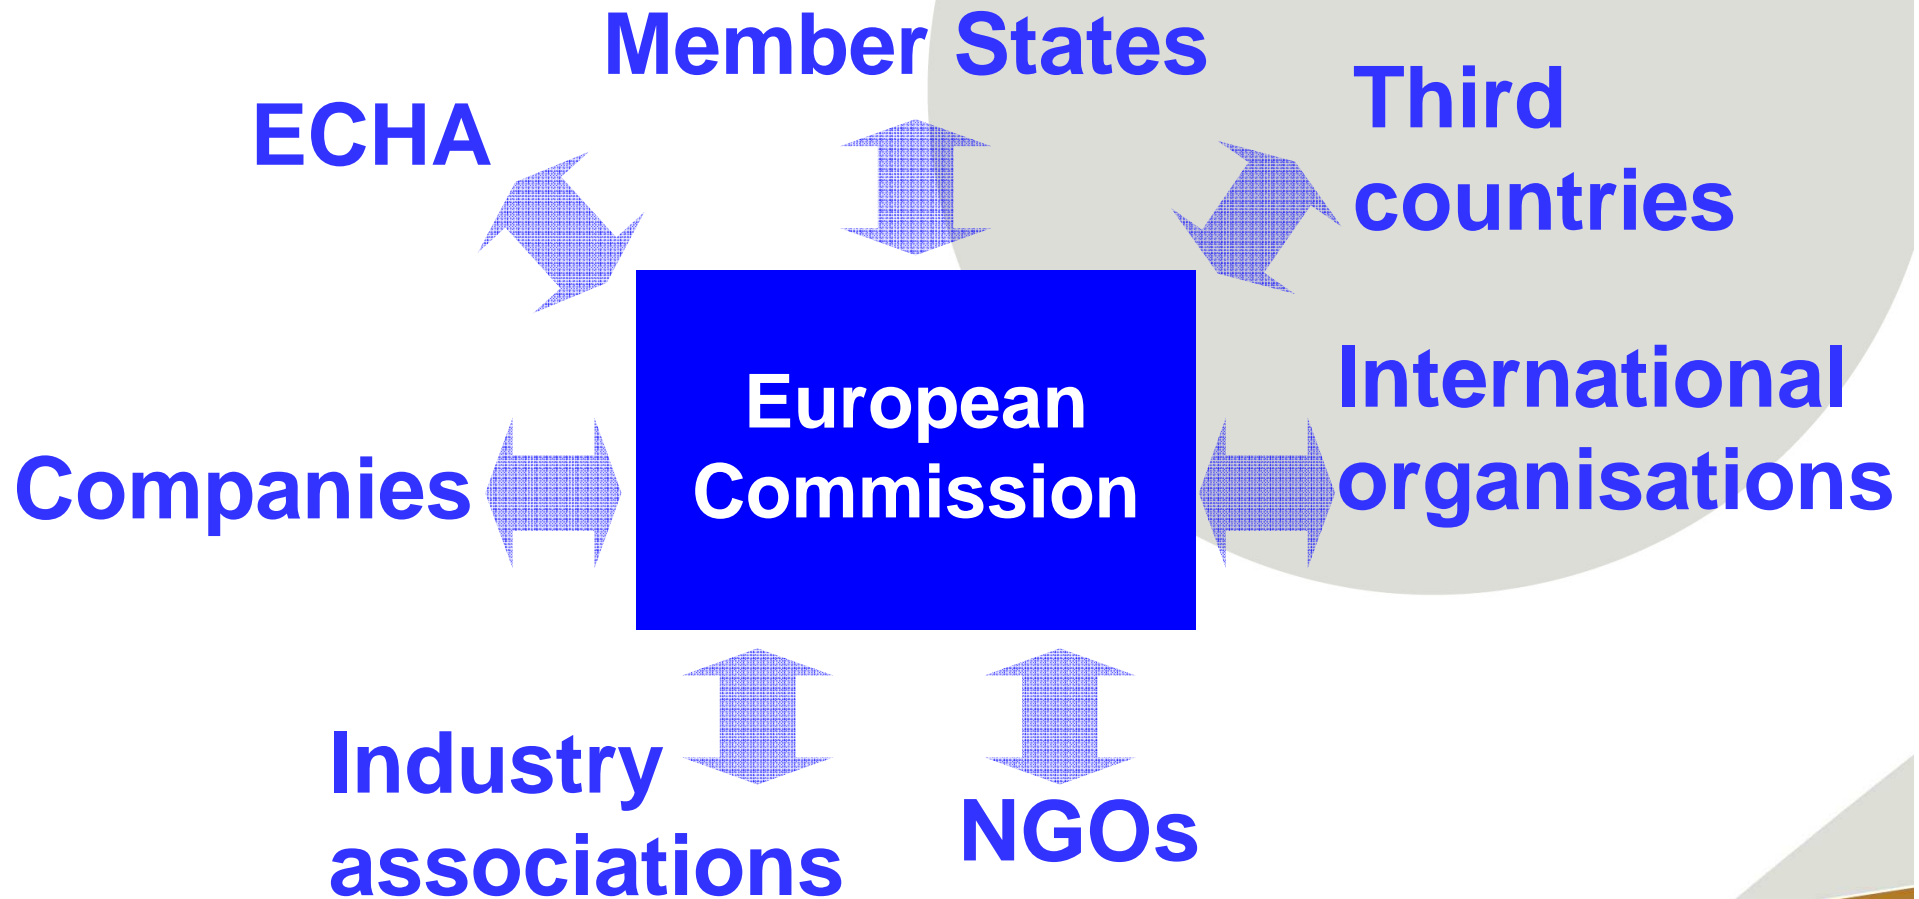 Member States
ECHA
Third
countries
European
Commission
International
organisations
Companies
Industry
associations
NGOs